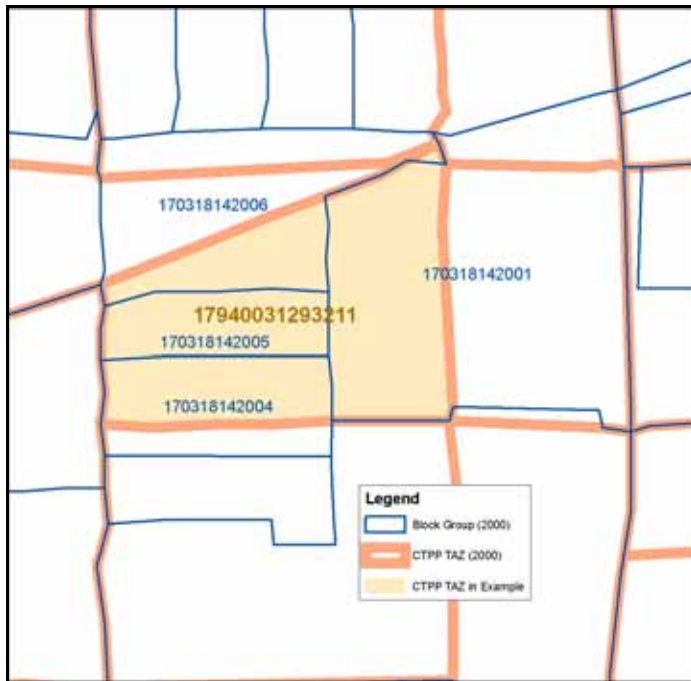 170318142006
170318142001
17940031293211
170318142005
170318142004
Legend
Block Group (2000)
CTPP TAZ (2000)
CTPP TAZ in Example